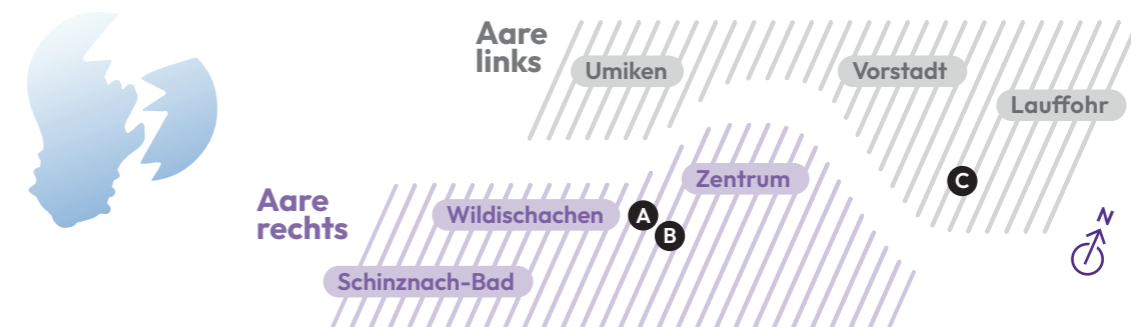 Aare
links
Umiken
Vorstadt
Lauffohr
Zentrum
C
Aare
rechts
Wildischachen
A
B
N
Schinznach-Bad